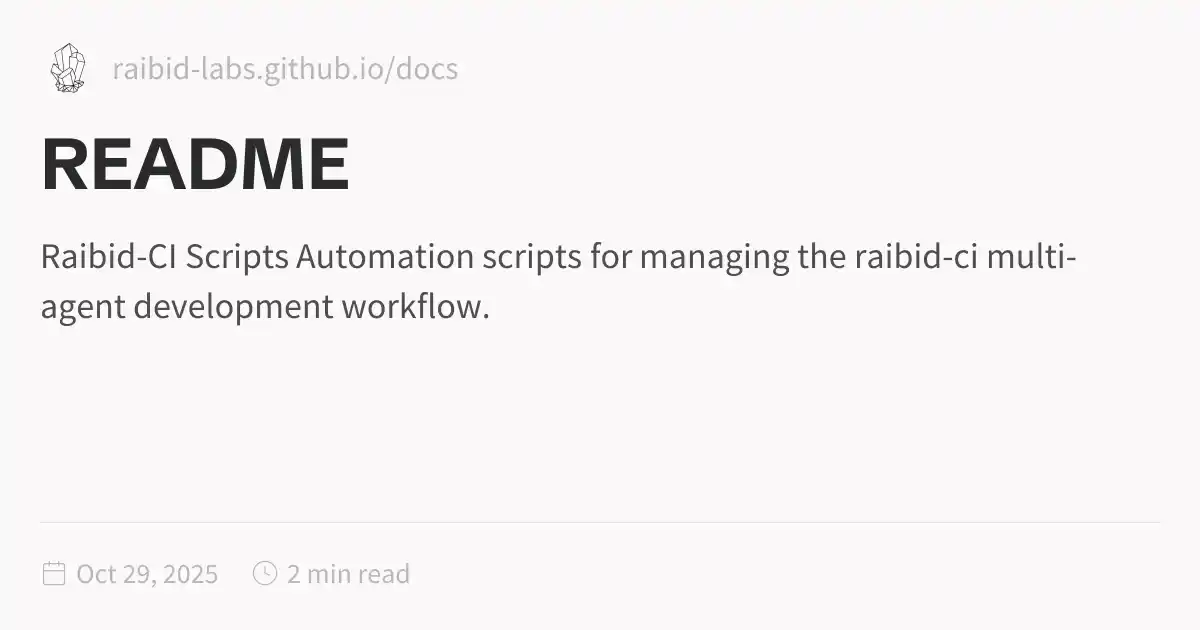 raibid-labs.github.io/docs
README
Raibid-CI Scripts Automation scripts for managing the raibid-ci multi-
agent development workflow.
Oct 29, 2025 2 min read